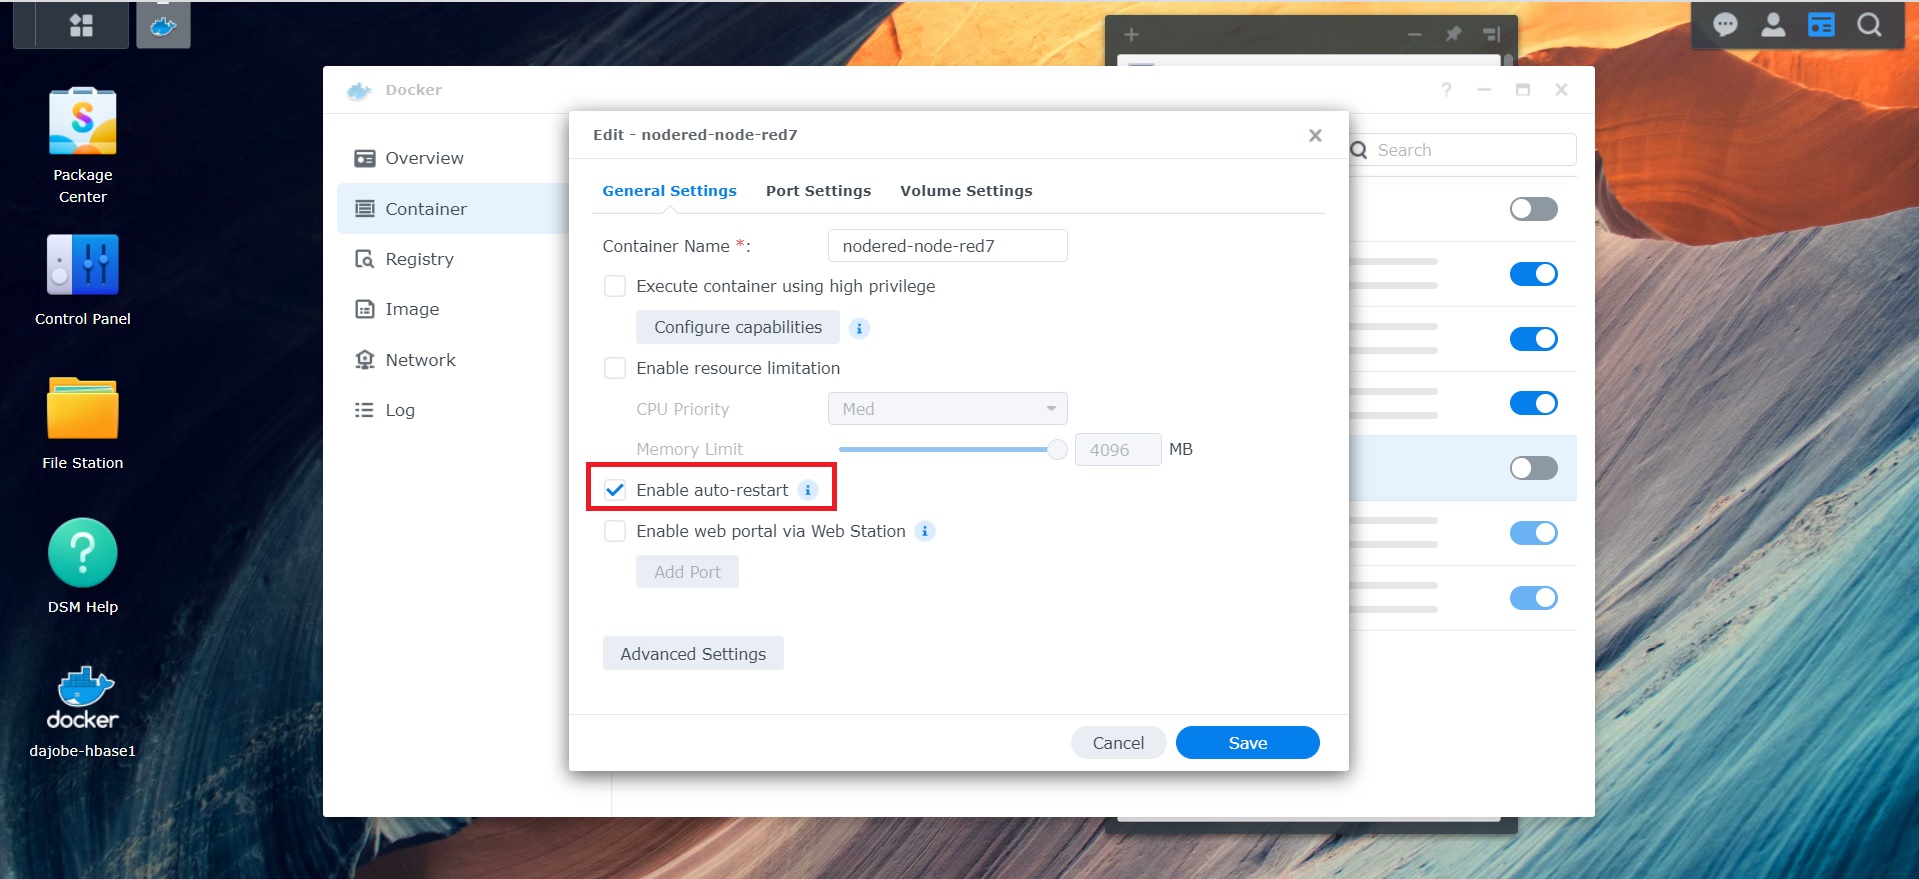 Package
Center
Control Panel
File Station
?
DSM Help
docker
dajobe-hbase1
Docker
?
Overview
Container
Registry
Image
Network
Log
Search
Edit - nodered-node-red7
General Settings
Port Settings
Volume Settings
Container Name *:
nodered-node-red7
Execute container using high privilege
Configure capabilities
i
Enable resource limitation
CPU Priority
Med
Memory Limit
4096
MB
Enable auto-restart
i
Enable web portal via Web Station
i
Add Port
Advanced Settings
Cancel
Save